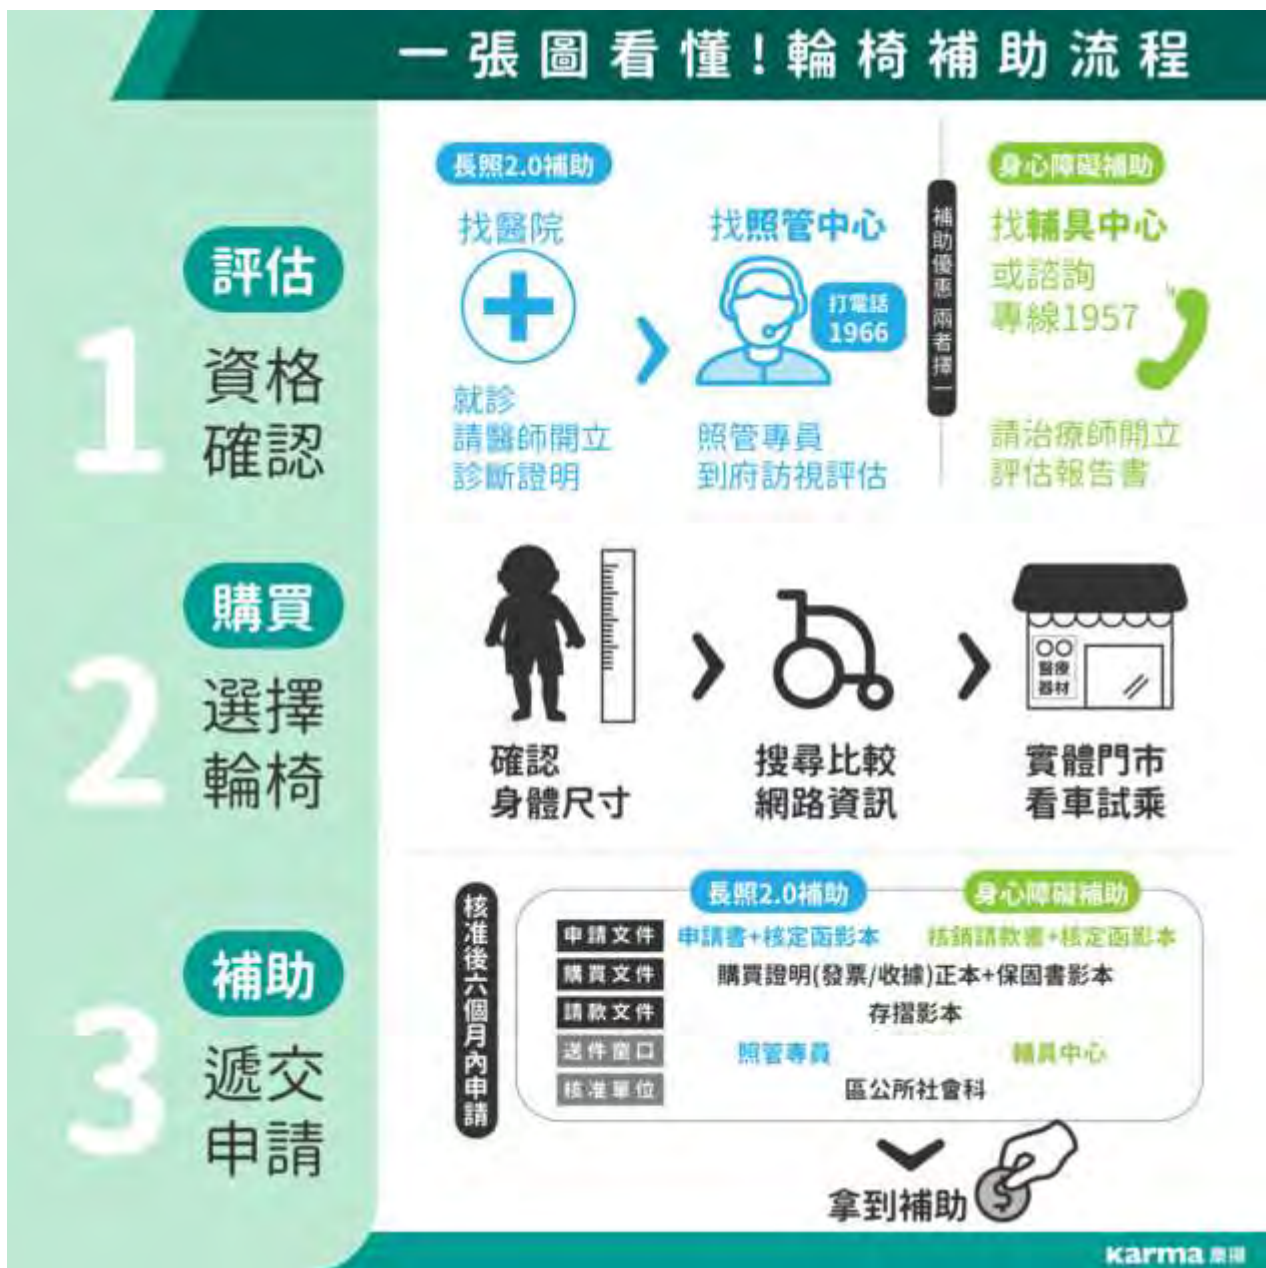 一張圖看懂!輪椅補助流程
1
評估
資格
確認
長照2.0補助
找醫院
就診
請醫師開立
診斷證明
找照管中心
打電話
1966
照管專員
到府訪視評估
補助優惠 兩者擇一
身心障礙補助
找輔具中心
或諮詢
專線1957
請治療師開立
評估報告書
2
購買
選擇
輪椅
確認
身體尺寸
搜尋比較
網路資訊
醫療
器材
實體門市
看車試乘
3
補助
遞交
申請
核准後六個月內申請
長照2.0補助 身心障礙補助
申請文件 申請書+核定函影本 核銷請款書+核定函影本
購買文件 購買證明(發票/收據)正本+保固書影本
請款文件 存摺影本
送件窗口 照管專員 輔具中心
核准單位 區公所社會科
$
拿到補助
Karma 康揚